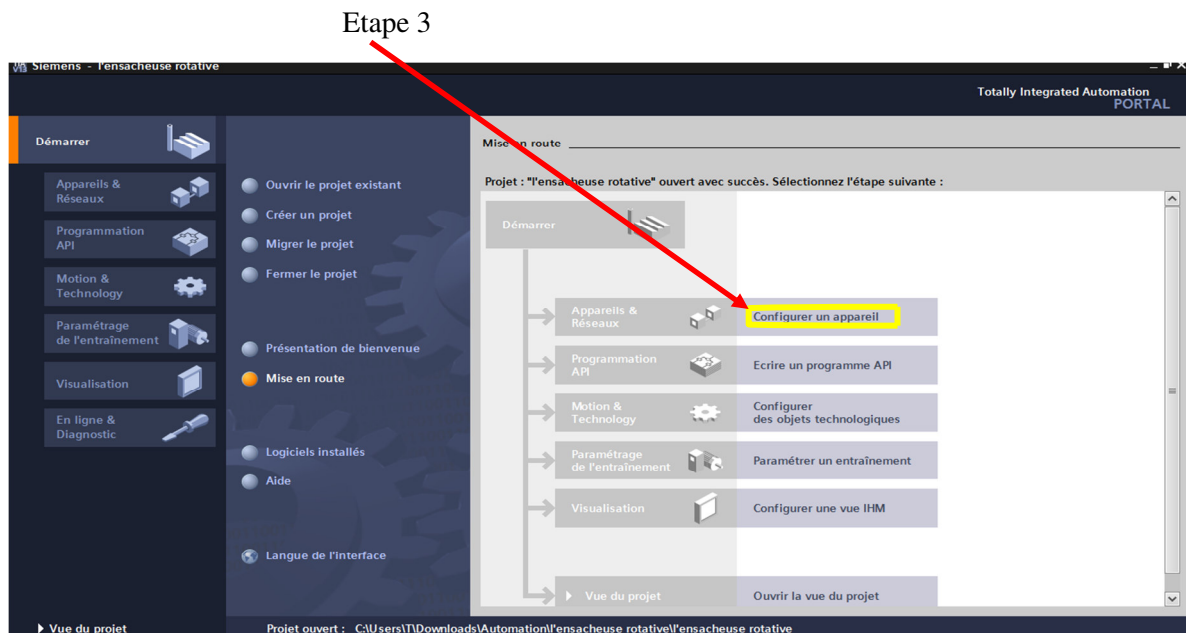 Etape 3
Siemens - l'ensacheuse rotative
Totally Integrated Automation
PORTAL
Démarrer
Appareils &
Réseaux
Programmation
API
Motion &
Technology
Paramétrage
de l'entraînement
Visualisation
En ligne &
Diagnostic
Ouvrir le projet existant
Créer un projet
Migrer le projet
Fermer le projet
Présentation de bienvenue
Mise en route
Logiciels installés
Aide
Langue de l'interface
Mise en route
Projet : "l'ensacheuse rotative" ouvert avec succès. Sélectionnez l'étape suivante :
Démarrer
Appareils &
Réseaux
Configurer un appareil
Programmation
API
Ecrire un programme API
Motion &
Technology
Configurer
des objets technologiques
Paramétrage
de l'entraînement
Paramétrer un entraînement
Visualisation
Configurer une vue IHM
Vue du projet
Ouvrir la vue du projet
Vue du projet
Projet ouvert : C:\Users\T\Downloads\Automation\l'ensacheuse rotative\l'ensacheuse rotative